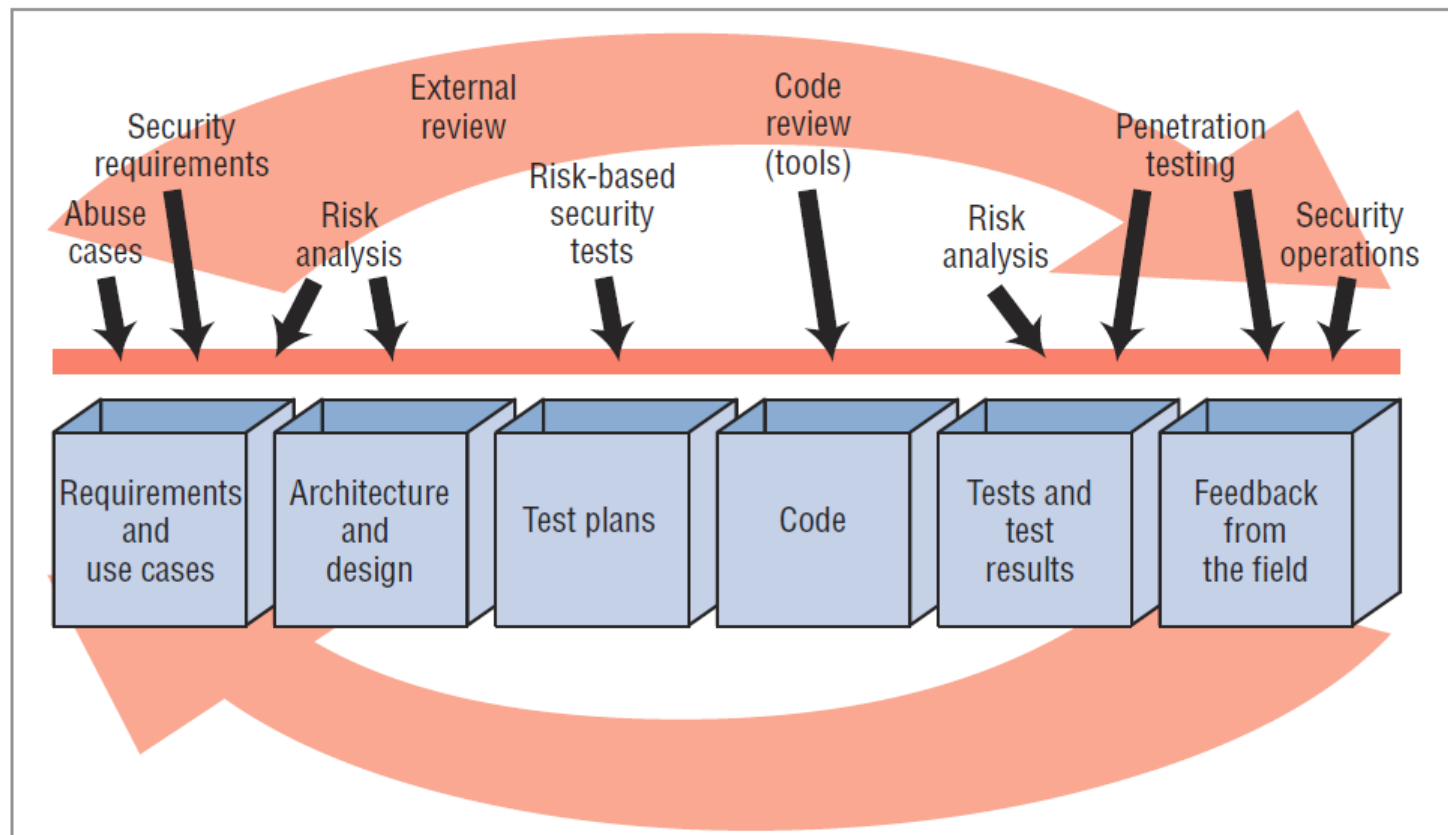 External
review
Code
review
(tools)
Security
requirements
Penetration
testing
Risk-based
security
tests
Abuse
cases
Risk
analysis
Risk
analysis
Security
operations
Requirements
and
use cases
Architecture
and
design
Test plans
Code
Tests and
test
results
Feedback
from
the field